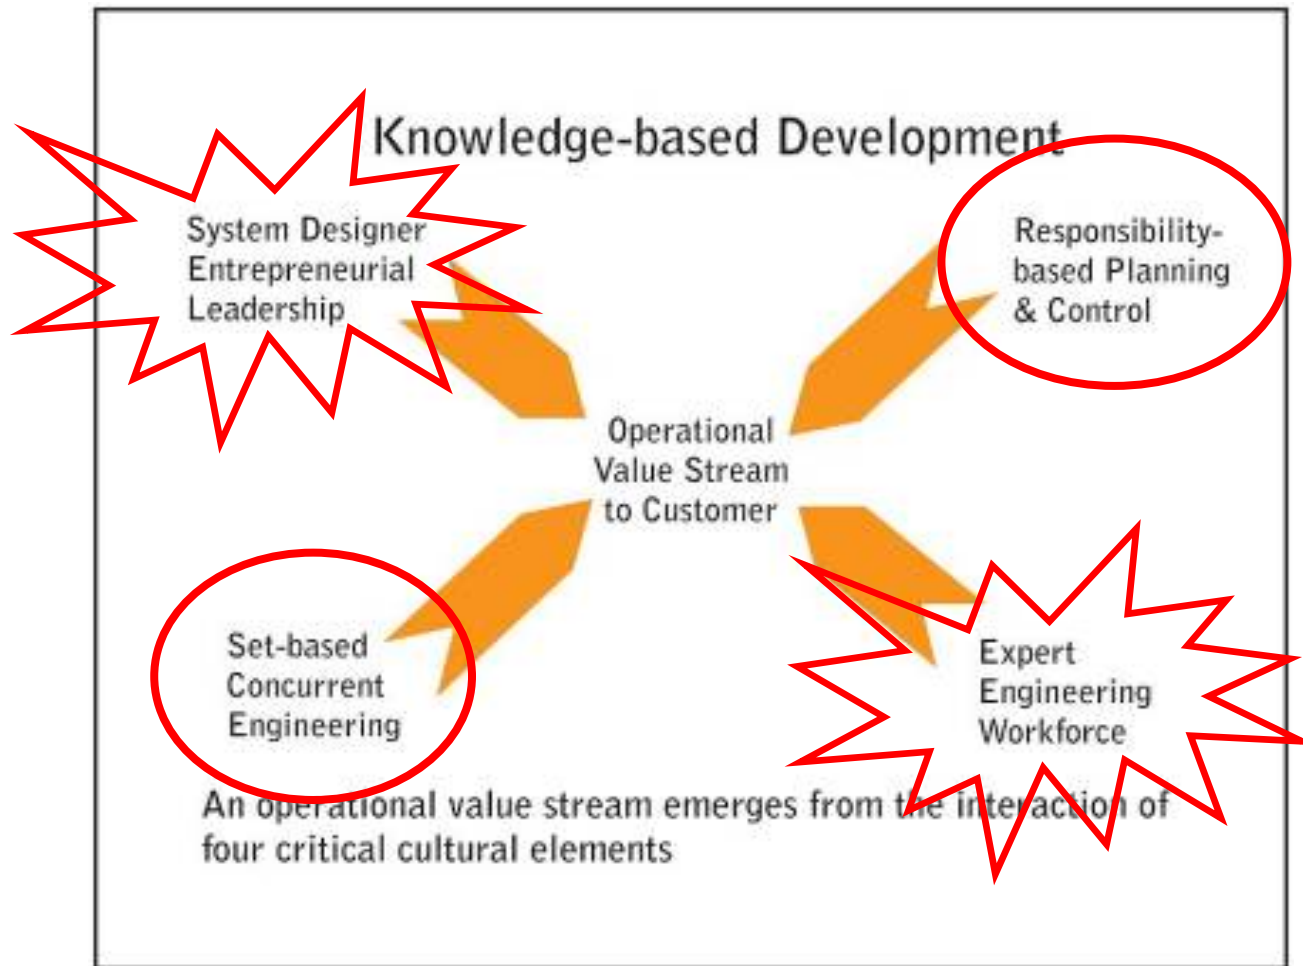 Knowledge-based Development
System Designer
Entrepreneurial
Leadership
Responsibility-
based Planning
& Control
Operational
Value Stream
to Customer
Set-based
Concurrent
Engineering
Expert
Engineering
Workforce
An operational value stream emerges from the interaction of
four critical cultural elements